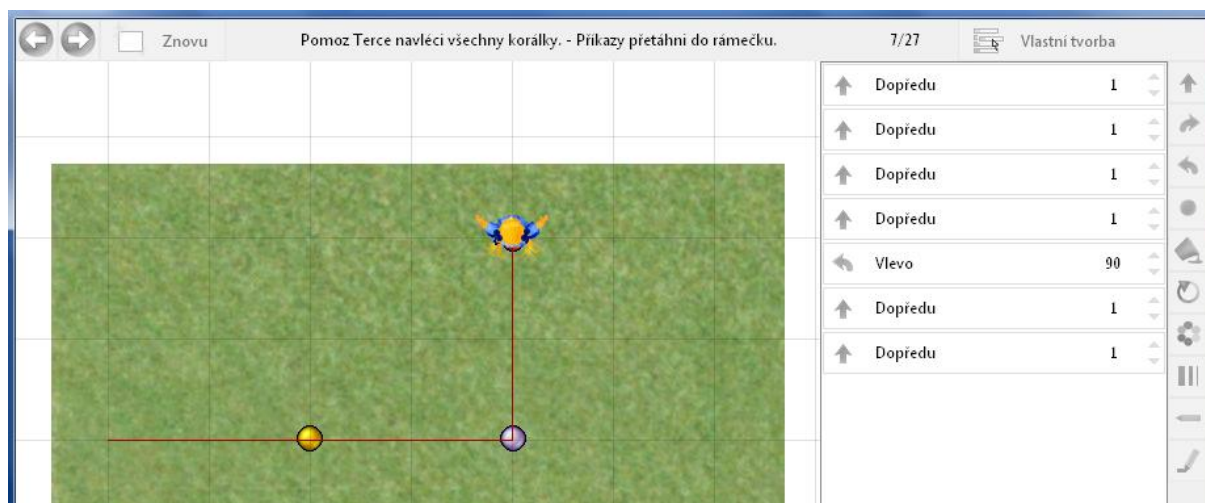 Znovu Pomoz Terce navléci všechny korálky. - Příkazy přetáhni do rámečku. 7/27 Vlastní tvorba
Dopředu 1
Dopředu 1
Dopředu 1
Dopředu 1
Vlevo 90
Dopředu 1
Dopředu 1